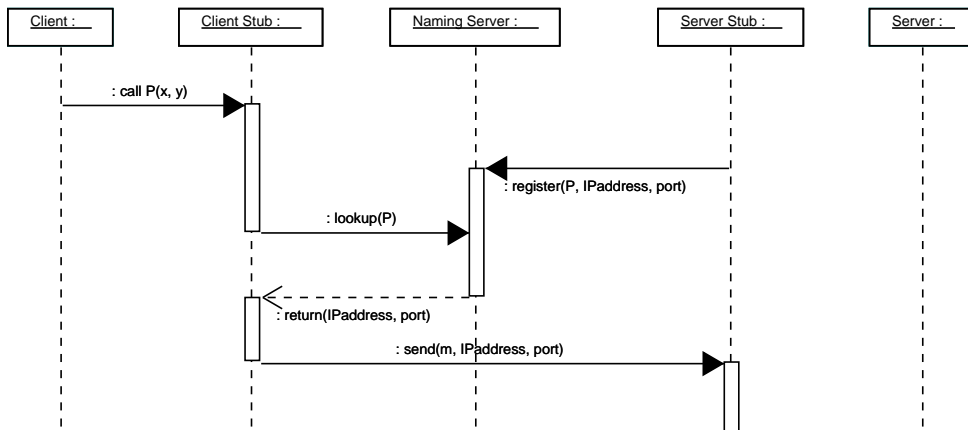 Client :
Client Stub :
Naming Server :
Server Stub :
Server :
: call P(x, y)
: register(P, IPaddress, port)
: lookup(P)
: return(IPaddress, port)
: send(m, IPaddress, port)